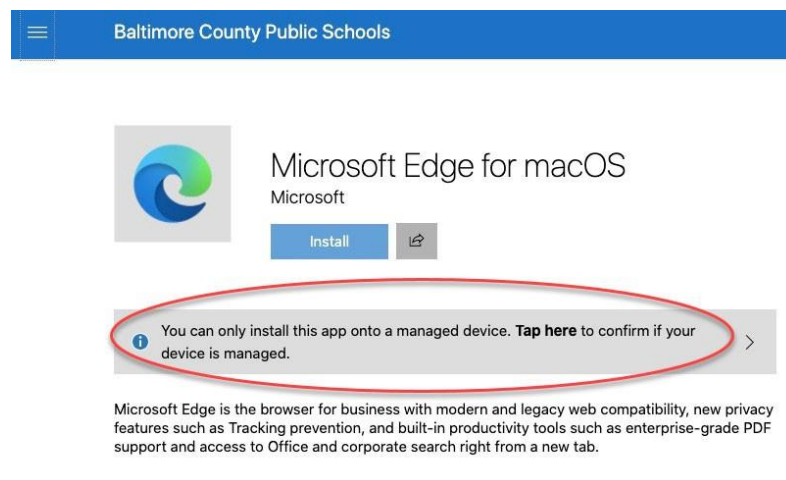 Baltimore County Public Schools
Microsoft Edge for macOS
Microsoft
Install
You can only install this app onto a managed device. Tap here to confirm if your
device is managed.
Microsoft Edge is the browser for business with modern and legacy web compatibility, new privacy
features such as Tracking prevention, and built-in productivity tools such as enterprise-grade PDF
support and access to Office and corporate search right from a new tab.